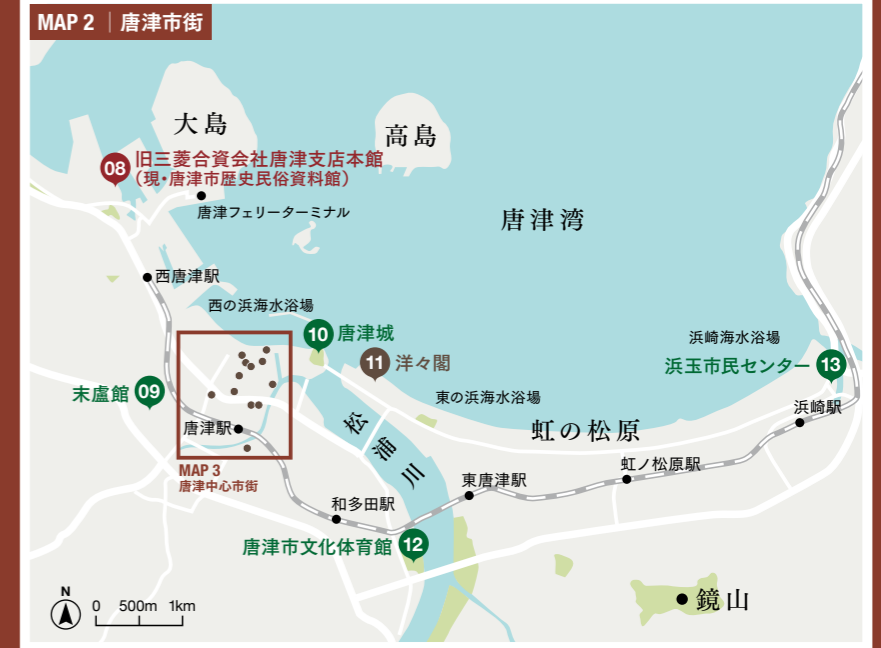 MAP 2 | 唐津市街
大島
高島
08
旧三菱合資会社唐津支店本館
(現・唐津市歴史民俗資料館)
唐津フェリーターミナル
唐津湾
西唐津駅
西の浜海水浴場
10 唐津城
11 洋々閣
浜崎海水浴場
浜玉市民センター 13
末盧館 09
東の浜海水浴場
浜崎駅
唐津駅
松浦川
虹の松原
MAP 3
唐津中心市街
虹ノ松原駅
東唐津駅
和多田駅
唐津市文化体育館 12
鏡山
N
0 500m 1km